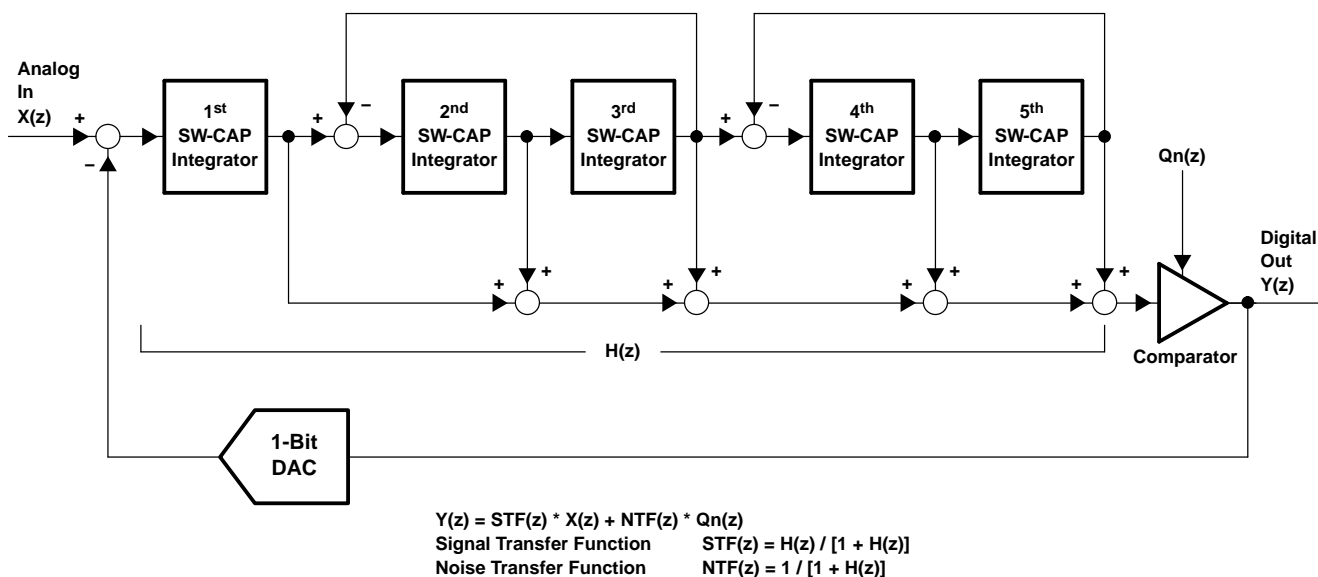 Analog
In
X(z)
+
−
1st
SW-CAP
Integrator
+
−
2nd
SW-CAP
Integrator
3rd
SW-CAP
Integrator
+
−
4th
SW-CAP
Integrator
5th
SW-CAP
Integrator
Qn(z)
Digital
Out
Y(z)
+
+
+
+
+
+
+
+
H(z)
Comparator
1-Bit
DAC
Y(z) = STF(z) * X(z) + NTF(z) * Qn(z)
Signal Transfer Function STF(z) = H(z) / [1 + H(z)]
Noise Transfer Function NTF(z) = 1 / [1 + H(z)]